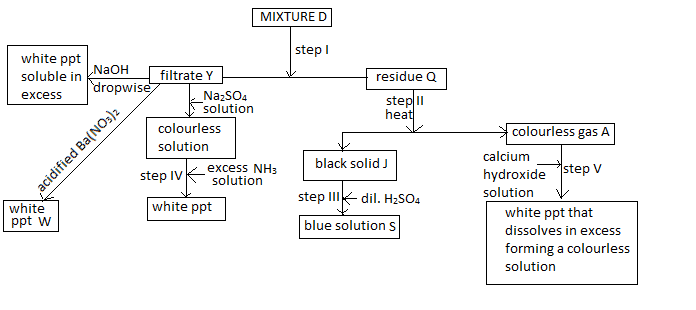 MIXTURE D
step I
white ppt
soluble in
excess
NaOH
dropwise
filtrate Y
residue Q
Na₂SO₄
solution
step II
heat
acidified Ba(NO₃)₂
colourless
solution
colourless gas A
step IV
excess NH₃
solution
black solid J
calcium
hydroxide
solution
step V
white
ppt W
white ppt
step III
dil. H₂SO₄
blue solution S
white ppt that
dissolves in excess
forming a colourless
solution